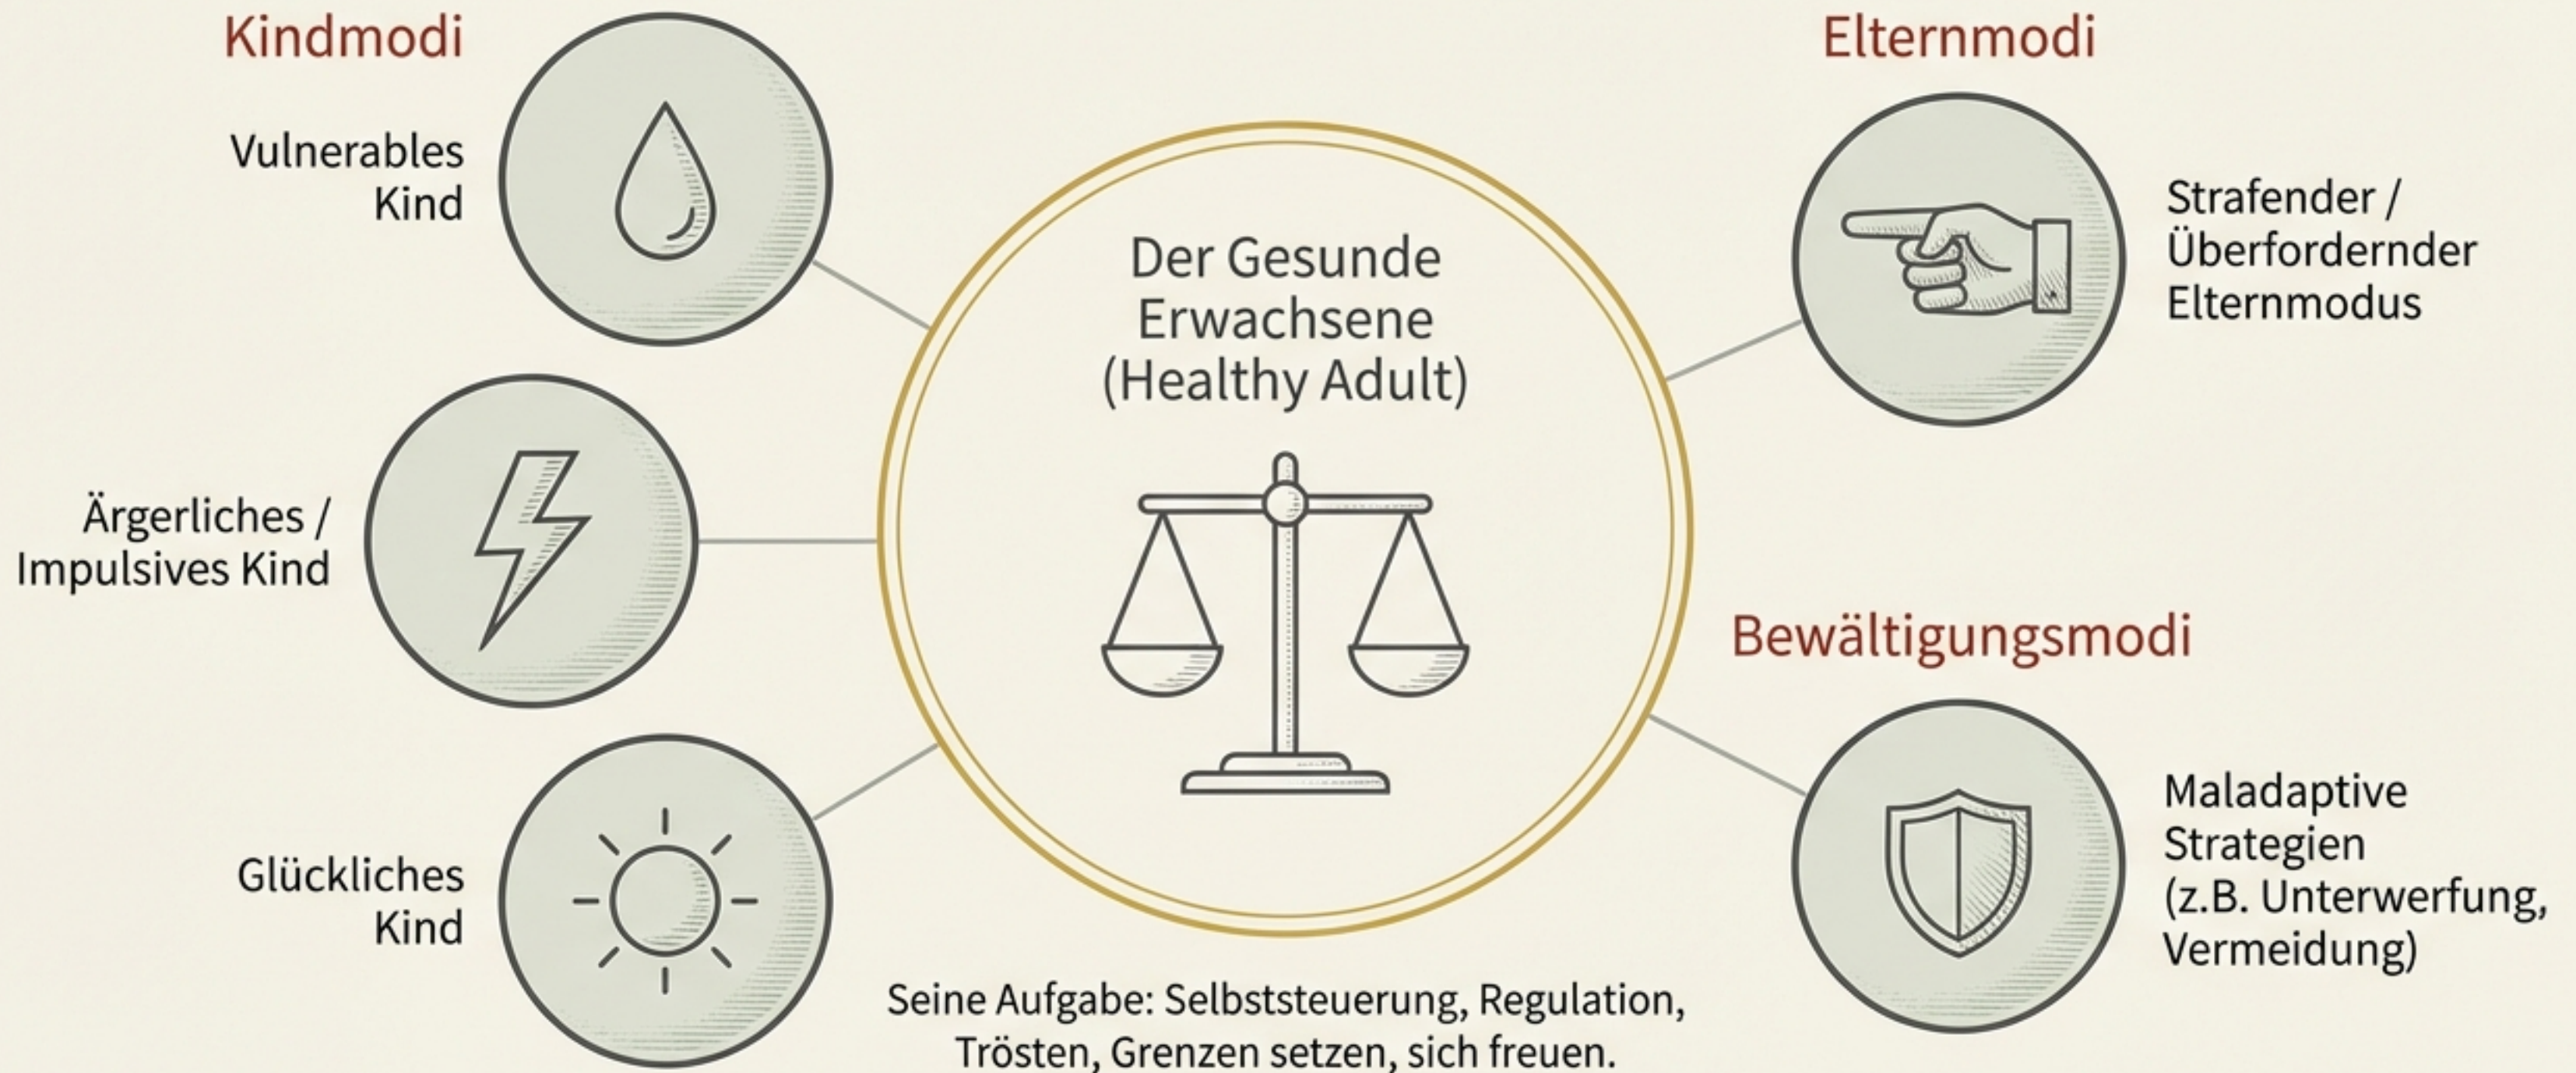 Kindmodi
Vulnerables
Kind
Ärgerliches /
Impulsives Kind
Glückliches
Kind
Der Gesunde
Erwachsene
(Healthy Adult)
Seine Aufgabe: Selbststeuerung, Regulation,
Trösten, Grenzen setzen, sich freuen.
Elternmodi
Strafender /
Überfordernder
Elternmodus
Bewältigungsmodi
Maladaptive
Strategien
(z.B. Unterwerfung,
Vermeidung)